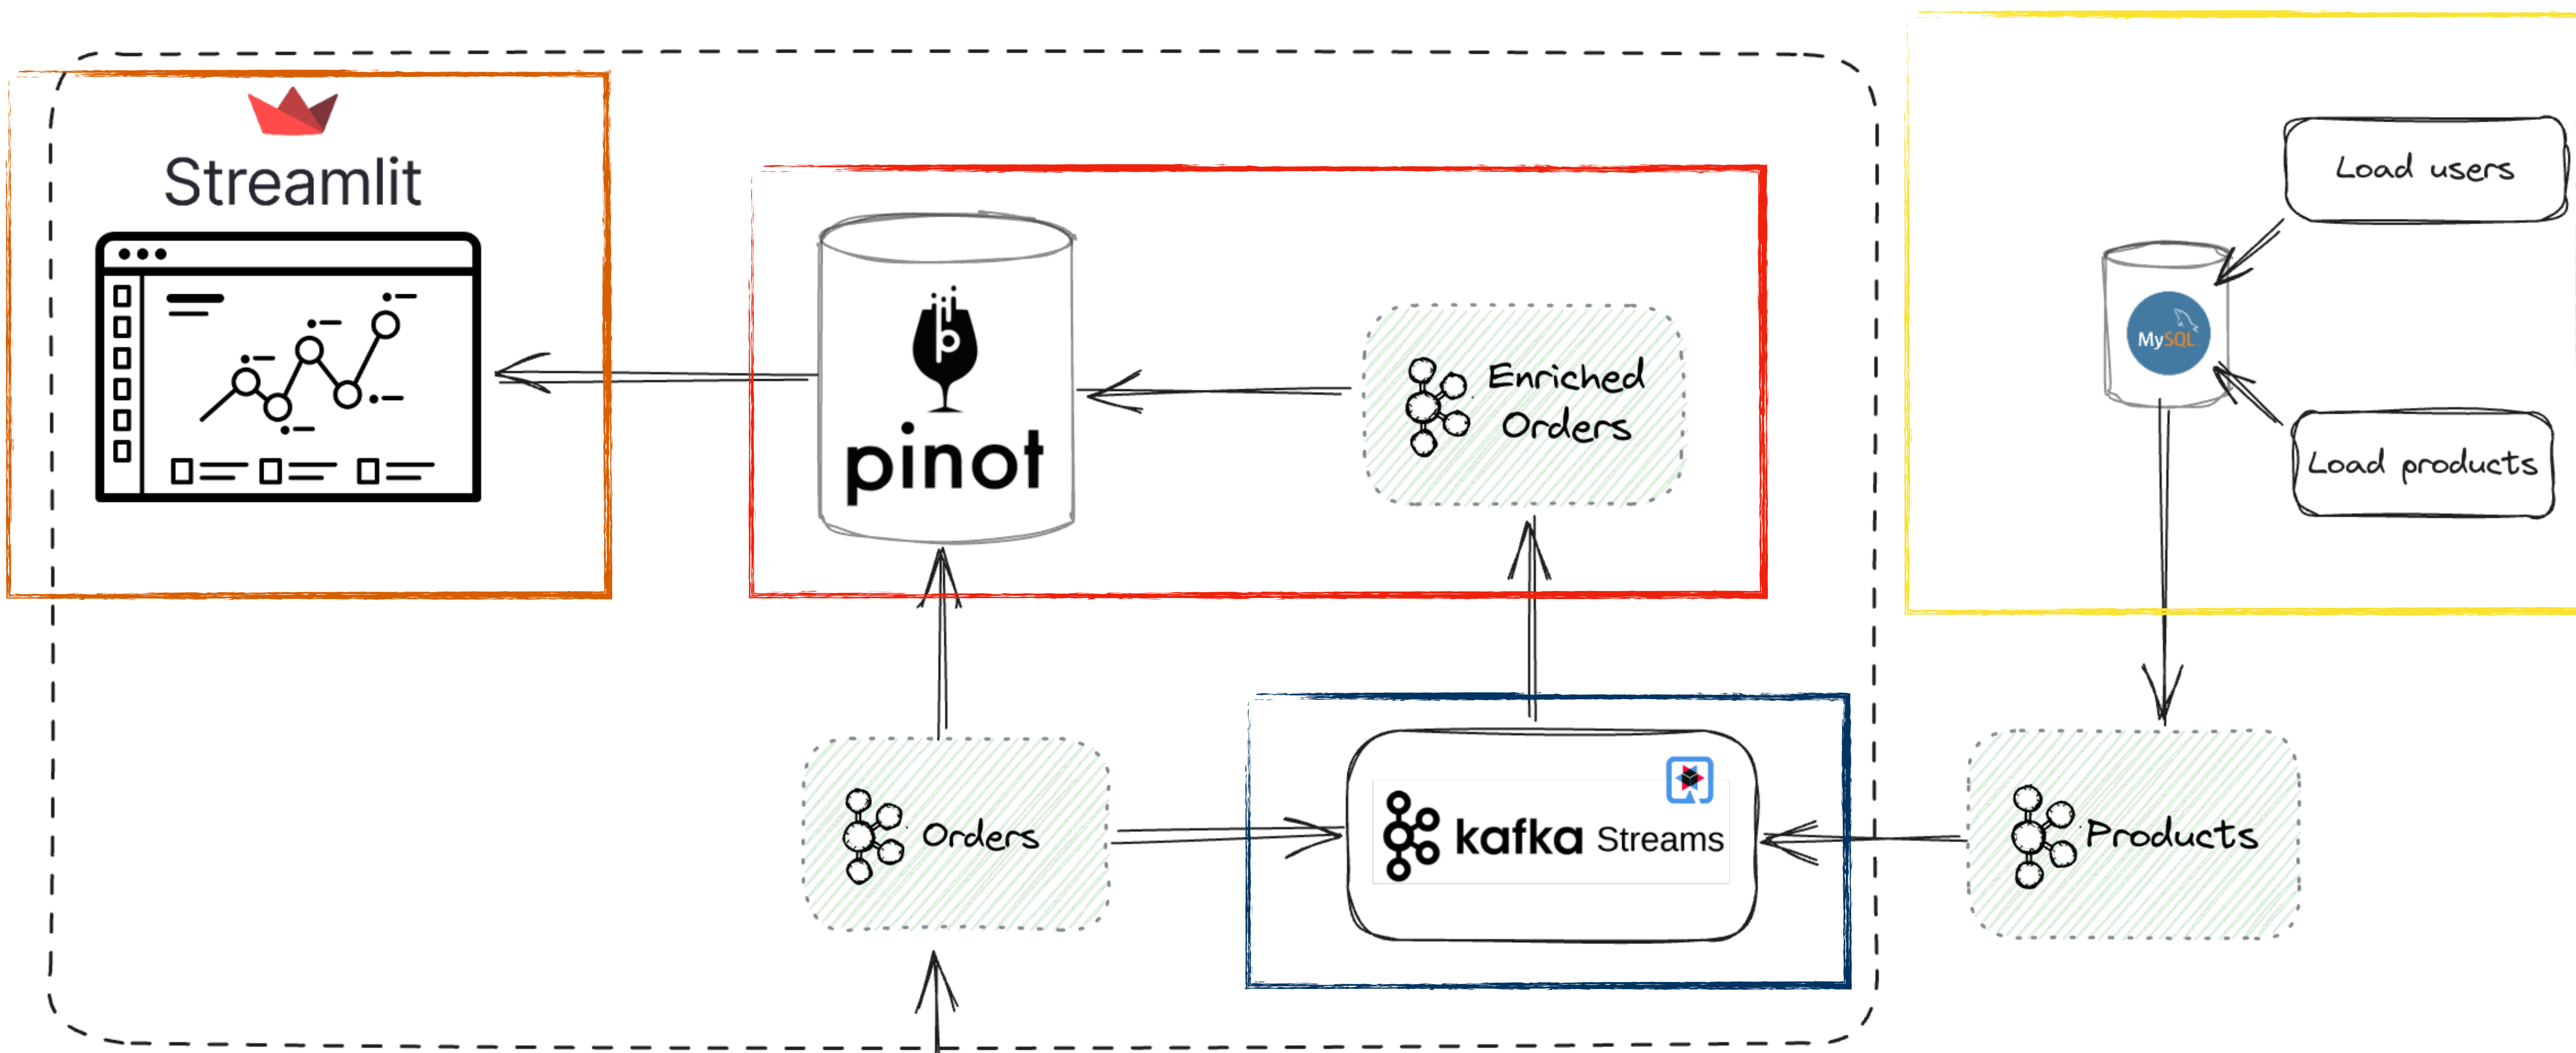 Streamlit
pinot
Enriched
Orders
Load users
MySQL
Load products
Orders
kafka Streams
Products